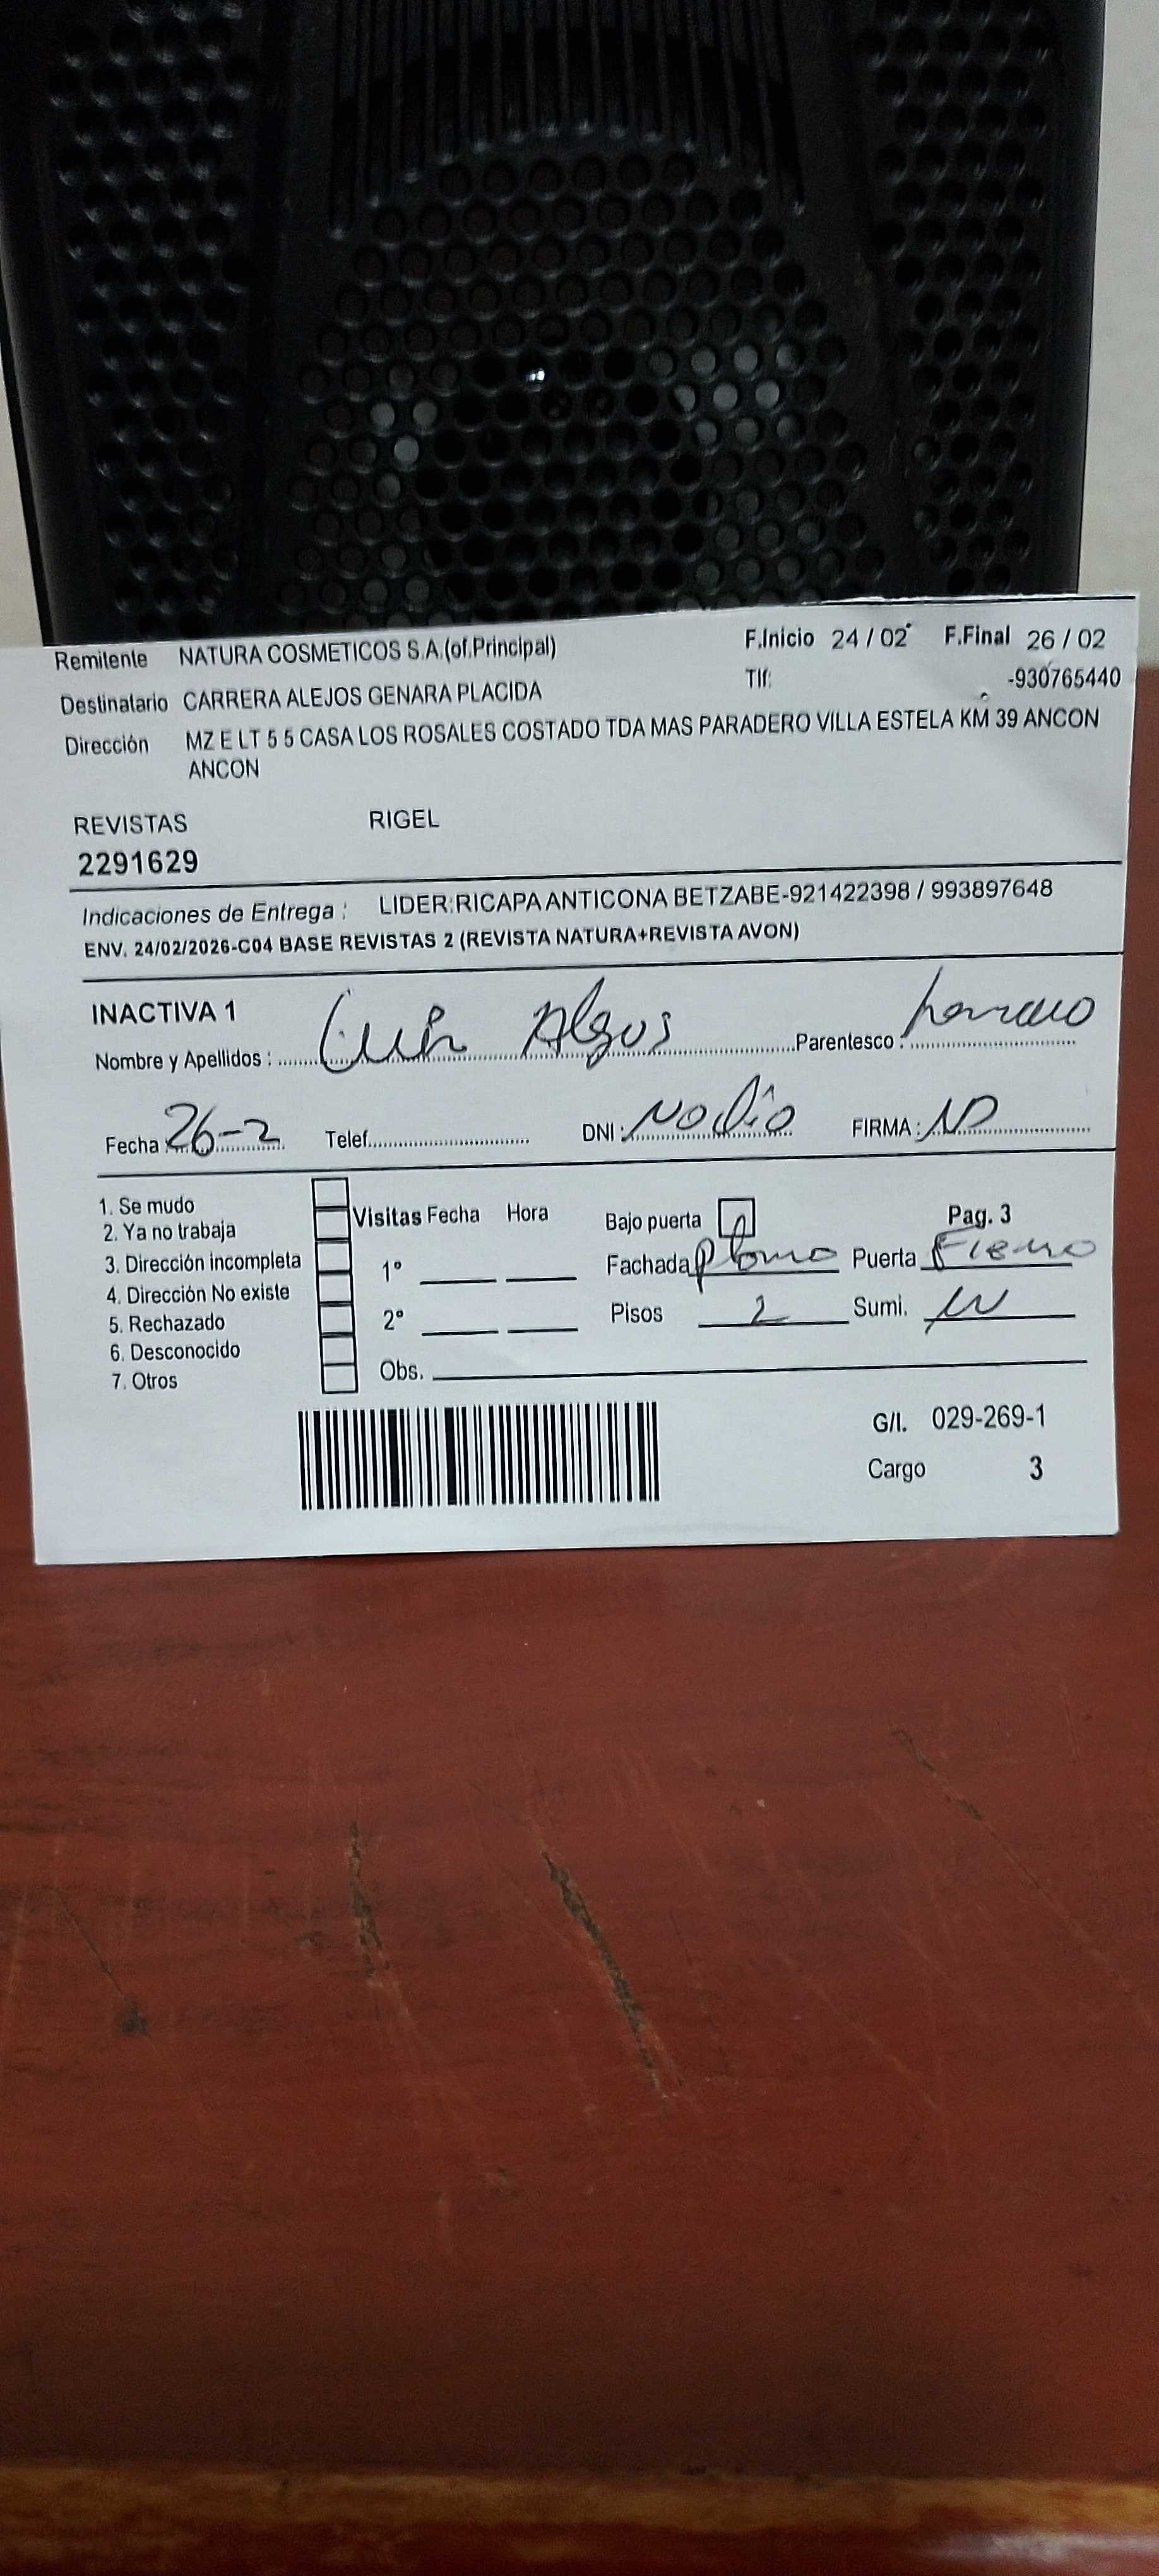 Remitente NATURA COSMETICOS S.A.(of.Principal) F.Inicio 24 / 02 F.Final 26 / 02
Destinatario CARRERA ALEJOS GENARA PLACIDA Tlf: -930765440
Dirección MZ E LT 5 5 CASA LOS ROSALES COSTADO TDA MAS PARADERO VILLA ESTELA KM 39 ANCON
ANCON
REVISTAS RIGEL
2291629
Indicaciones de Entrega : LIDER:RICAPA ANTICONA BETZABE-921422398 / 993897648
ENV. 24/02/2026-C04 BASE REVISTAS 2 (REVISTA NATURA+REVISTA AVON)
INACTIVA 1
Nombre y Apellidos : Parentesco :
Fecha : 26-2 Telef. DNI : No dio FIRMA :
1. Se mudo
2. Ya no trabaja Visitas Fecha Hora Bajo puerta Pag. 3
3. Dirección incompleta 1° Fachada Plomo Puerta Fierro
4. Dirección No existe
5. Rechazado 2° Pisos 2 Sumi.
6. Desconocido
7. Otros Obs.
G/I. 029-269-1
Cargo 3